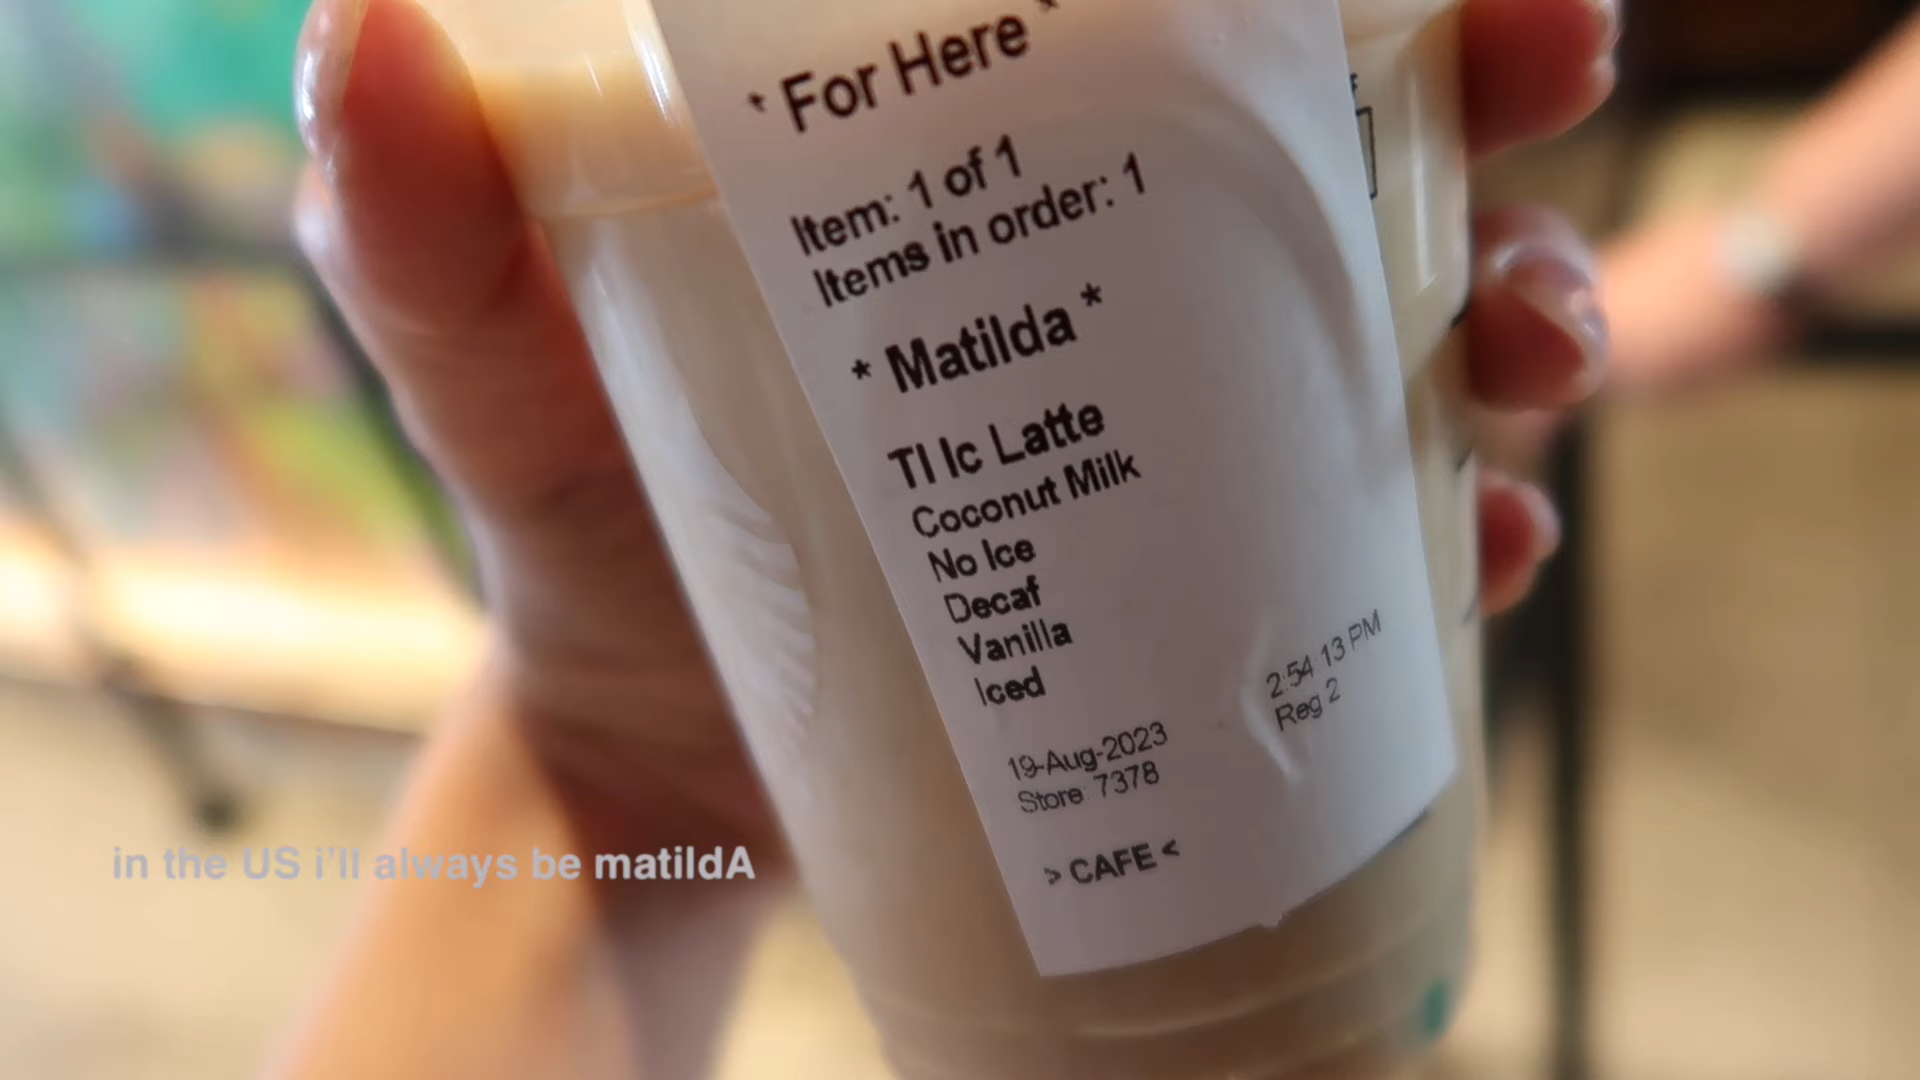 * For Here *
Item: 1 of 1
Items in order: 1
* Matilda *
Tl Ic Latte
Coconut Milk
No Ice
Decaf
Vanilla
Iced
2:54:13 PM
Reg 2
19-Aug-2023
Store: 7378
> CAFE <
in the US i'll always be matildA